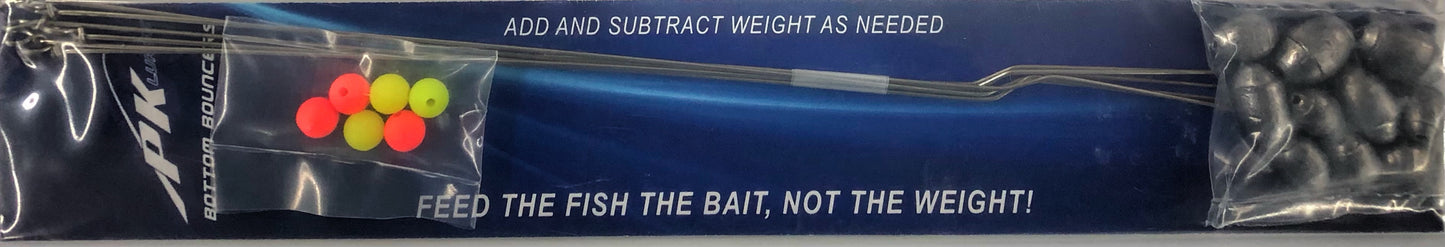 ADD AND SUBTRACT WEIGHT AS NEEDED
PK
BOTTOM BOUNCERS
FEED THE FISH THE BAIT, NOT THE WEIGHT!